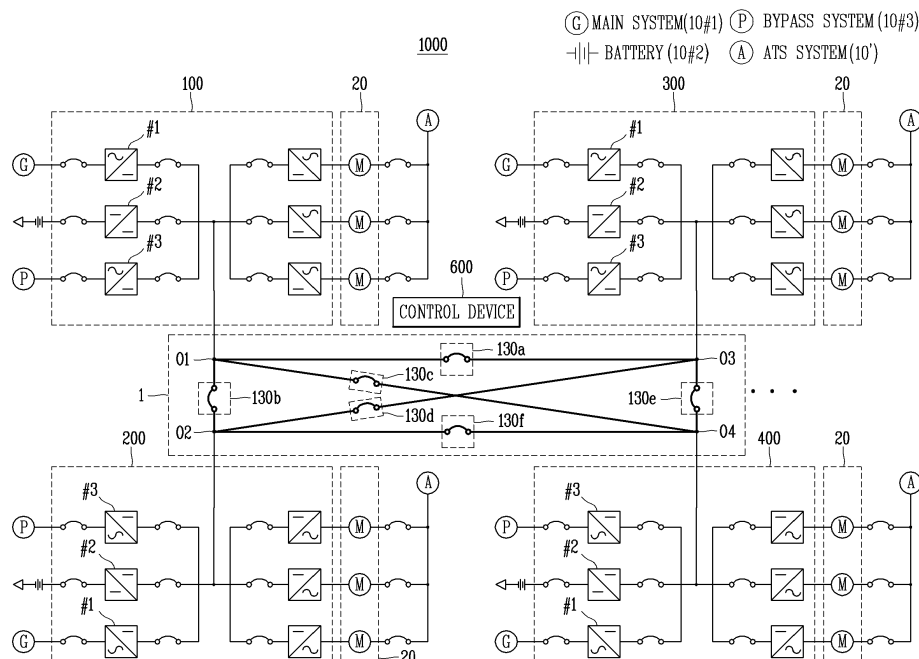 G MAIN SYSTEM(10#1) P BYPASS SYSTEM(10#3)
BATTERY(10#2) A ATS SYSTEM(10')
1000
100 20 300 20
A A
#1 #1
G M G M
#2 #2
M M
#3 #3
P M P M
600
CONTROL DEVICE
01 130a 03
130c
1 130b 130e . . .
130d
02 130f 04
200 400 20
A A
#3 #3
P M P M
#2 #2
M M
#1 #1
G M G M
20